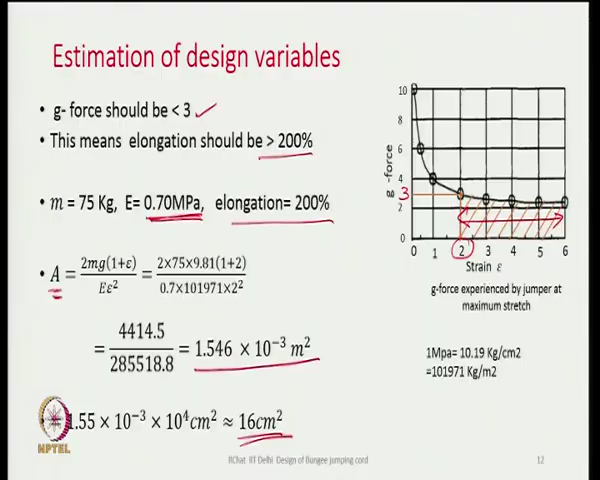 Estimation of design variables
• g- force should be < 3 ✓
• This means elongation should be > 200%
• m = 75 Kg, E= 0.70MPa, elongation= 200%
• A = 2mg(1+ε)/Eε² = 2×75×9.81(1+2)/0.7×101971×2²
= 4414.5/285518.8 = 1.546 × 10⁻³ m²
1.55 × 10⁻³ × 10⁴cm² ≈ 16cm²
10
8
6
4
3
2
0
g -force
0 1 2 3 4 5 6
Strain ε
g-force experienced by jumper at
maximum stretch
1Mpa= 10.19 Kg/cm2
=101971 Kg/m2
NPTEL
IIChat IIT Delhi Design of Bungee jumping cord
12